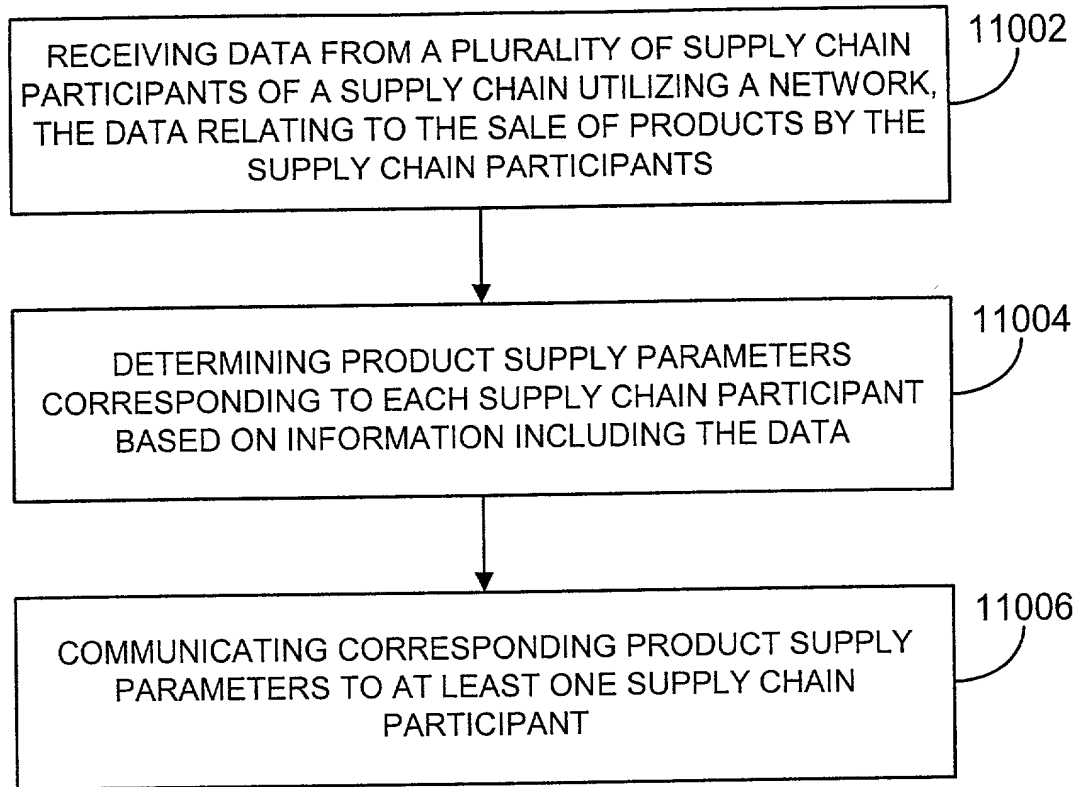 11002
RECEIVING DATA FROM A PLURALITY OF SUPPLY CHAIN
PARTICIPANTS OF A SUPPLY CHAIN UTILIZING A NETWORK,
THE DATA RELATING TO THE SALE OF PRODUCTS BY THE
SUPPLY CHAIN PARTICIPANTS
11004
DETERMINING PRODUCT SUPPLY PARAMETERS
CORRESPONDING TO EACH SUPPLY CHAIN PARTICIPANT
BASED ON INFORMATION INCLUDING THE DATA
11006
COMMUNICATING CORRESPONDING PRODUCT SUPPLY
PARAMETERS TO AT LEAST ONE SUPPLY CHAIN
PARTICIPANT